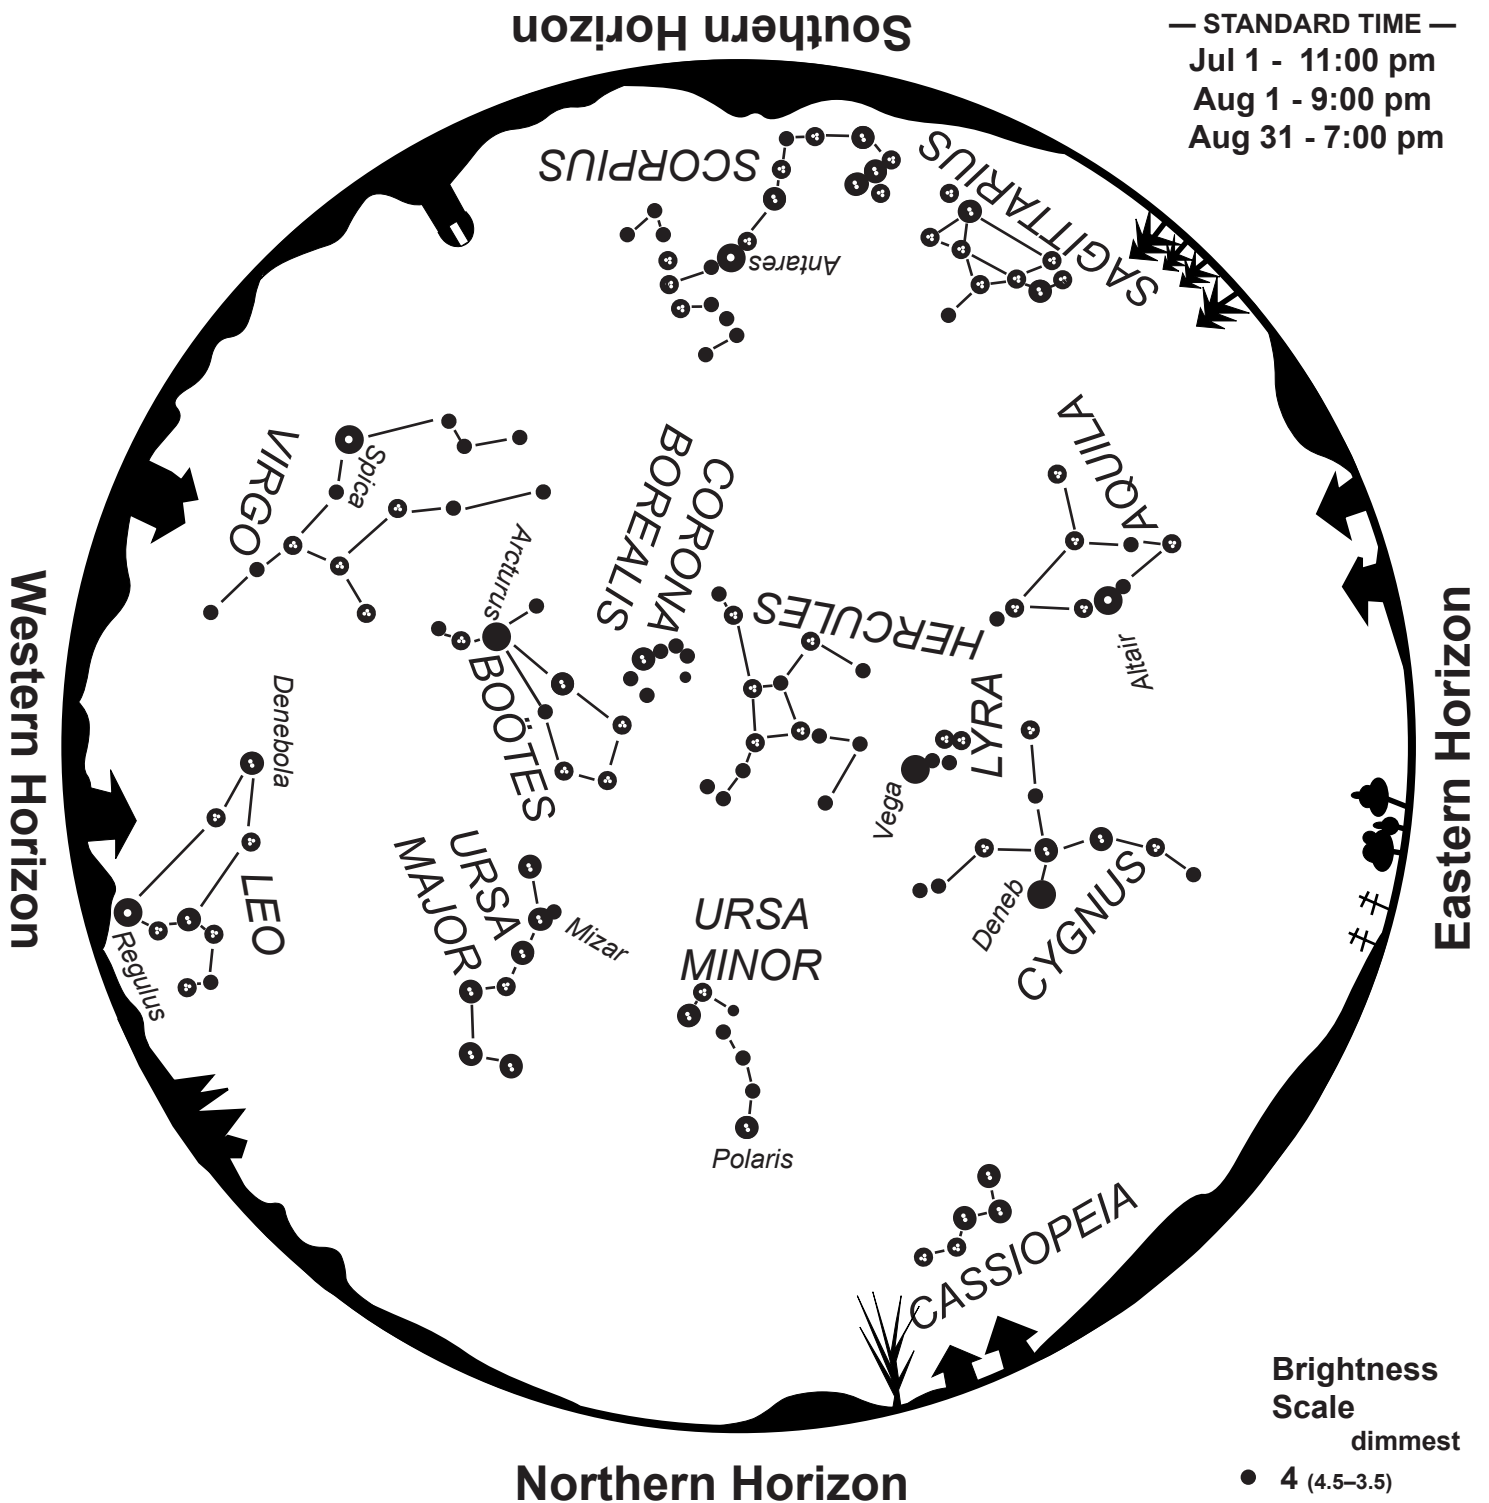 Southern Horizon
— STANDARD TIME —
Jul 1 - 11:00 pm
Aug 1 - 9:00 pm
Aug 31 - 7:00 pm
SCORPIUS
SAGITTARIUS
Antares
AQUILA
VIRGO
Spica
CORONA
BOREALIS
Arcturus
HERCULES
Altair
BOÖTES
LYRA
Vega
Western Horizon
Eastern Horizon
Denebola
LEO
Regulus
URSA
MAJOR
Mizar
URSA
MINOR
Polaris
Deneb
CYGNUS
CASSIOPEIA
Northern Horizon
Brightness
Scale
dimmest
4 (4.5–3.5)